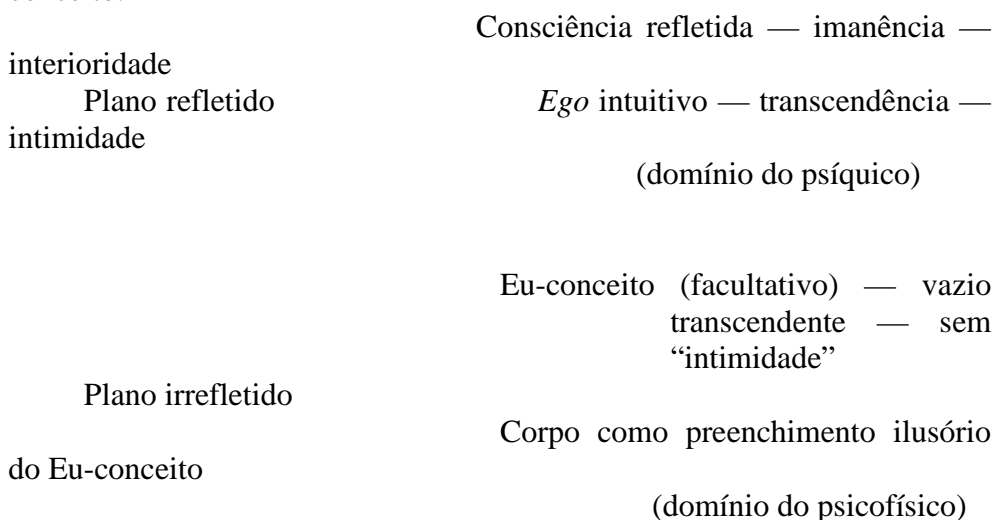 Consciência refletida — imanência —
interioridade
Plano refletido Ego intuitivo — transcendência —
intimidade
(domínio do psíquico)
Eu-conceito (facultativo) — vazio
transcendente — sem
“intimidade”
Plano irrefletido
Corpo como preenchimento ilusório
do Eu-conceito
(domínio do psicofísico)